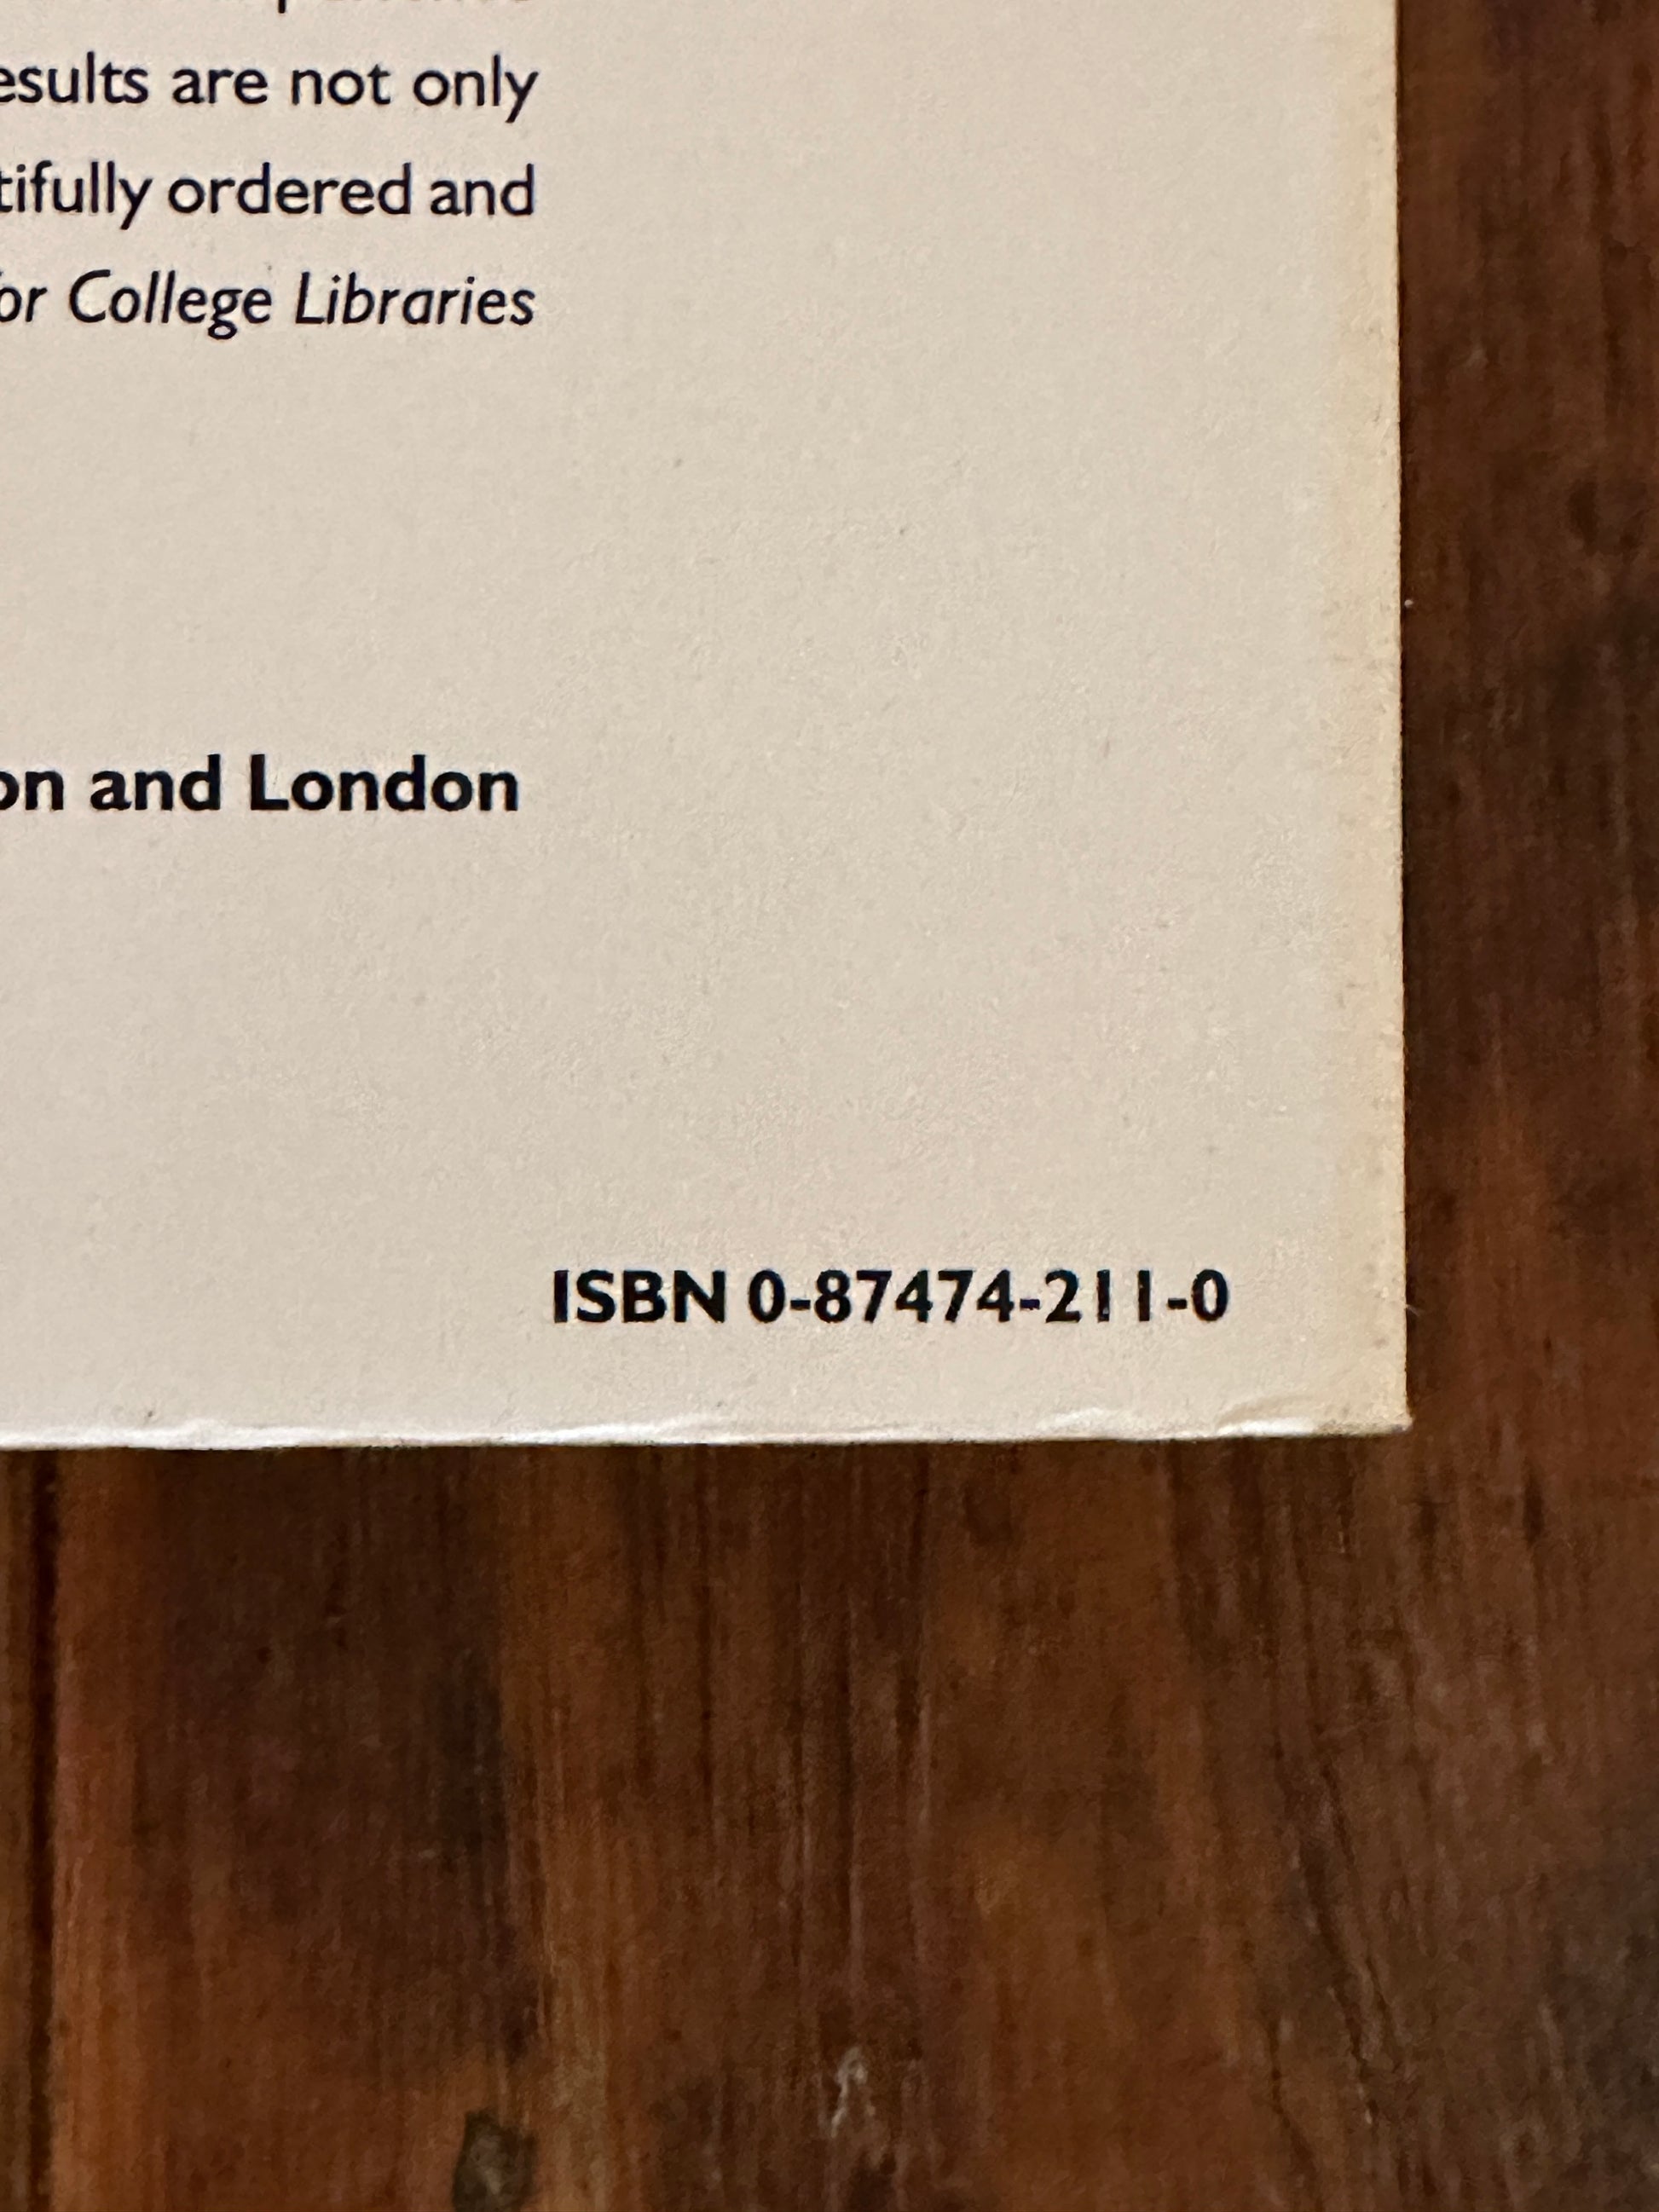 esults are not only
tifully ordered and
or College Libraries
on and London
ISBN 0-87474-211-0